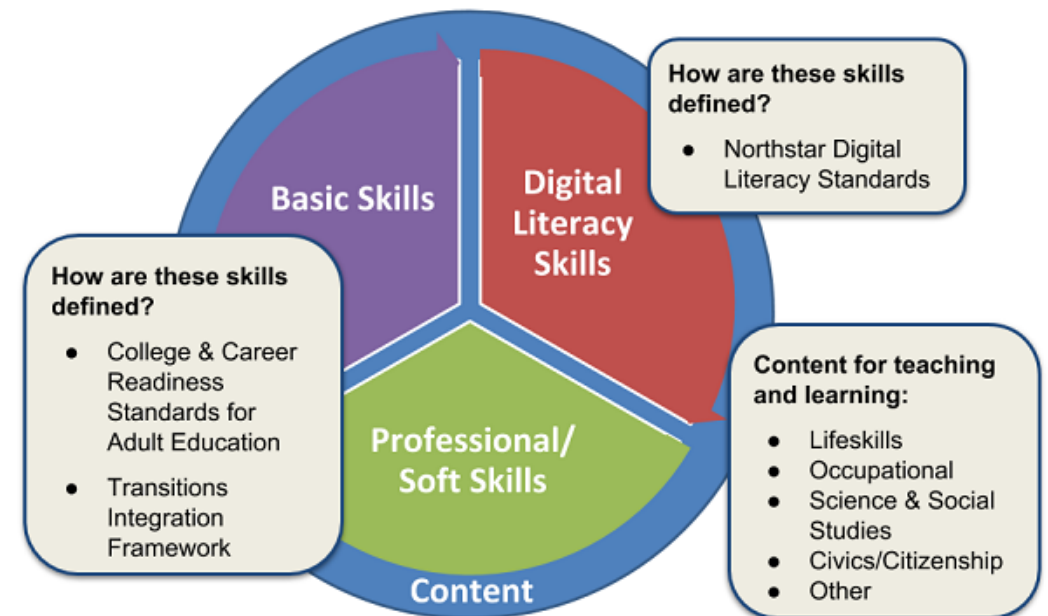 Basic Skills
Digital
Literacy
Skills
Professional/
Soft Skills
Content
How are these skills
defined?
● Northstar Digital
Literacy Standards
How are these skills
defined?
● College & Career
Readiness
Standards for
Adult Education
● Transitions
Integration
Framework
Content for teaching
and learning:
● Lifeskills
● Occupational
● Science & Social
Studies
● Civics/Citizenship
● Other